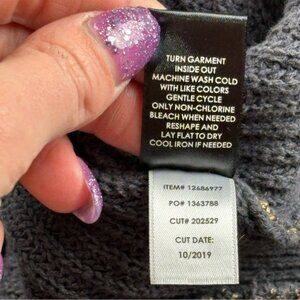 TURN GARMENT
INSIDE OUT
MACHINE WASH COLD
WITH LIKE COLORS
GENTLE CYCLE
ONLY NON-CHLORINE
BLEACH WHEN NEEDED
RESHAPE AND
LAY FLAT TO DRY
COOL IRON IF NEEDED
ITEM# 12686977
PO# 1363788
CUT# 202529
CUT DATE:
10/2019